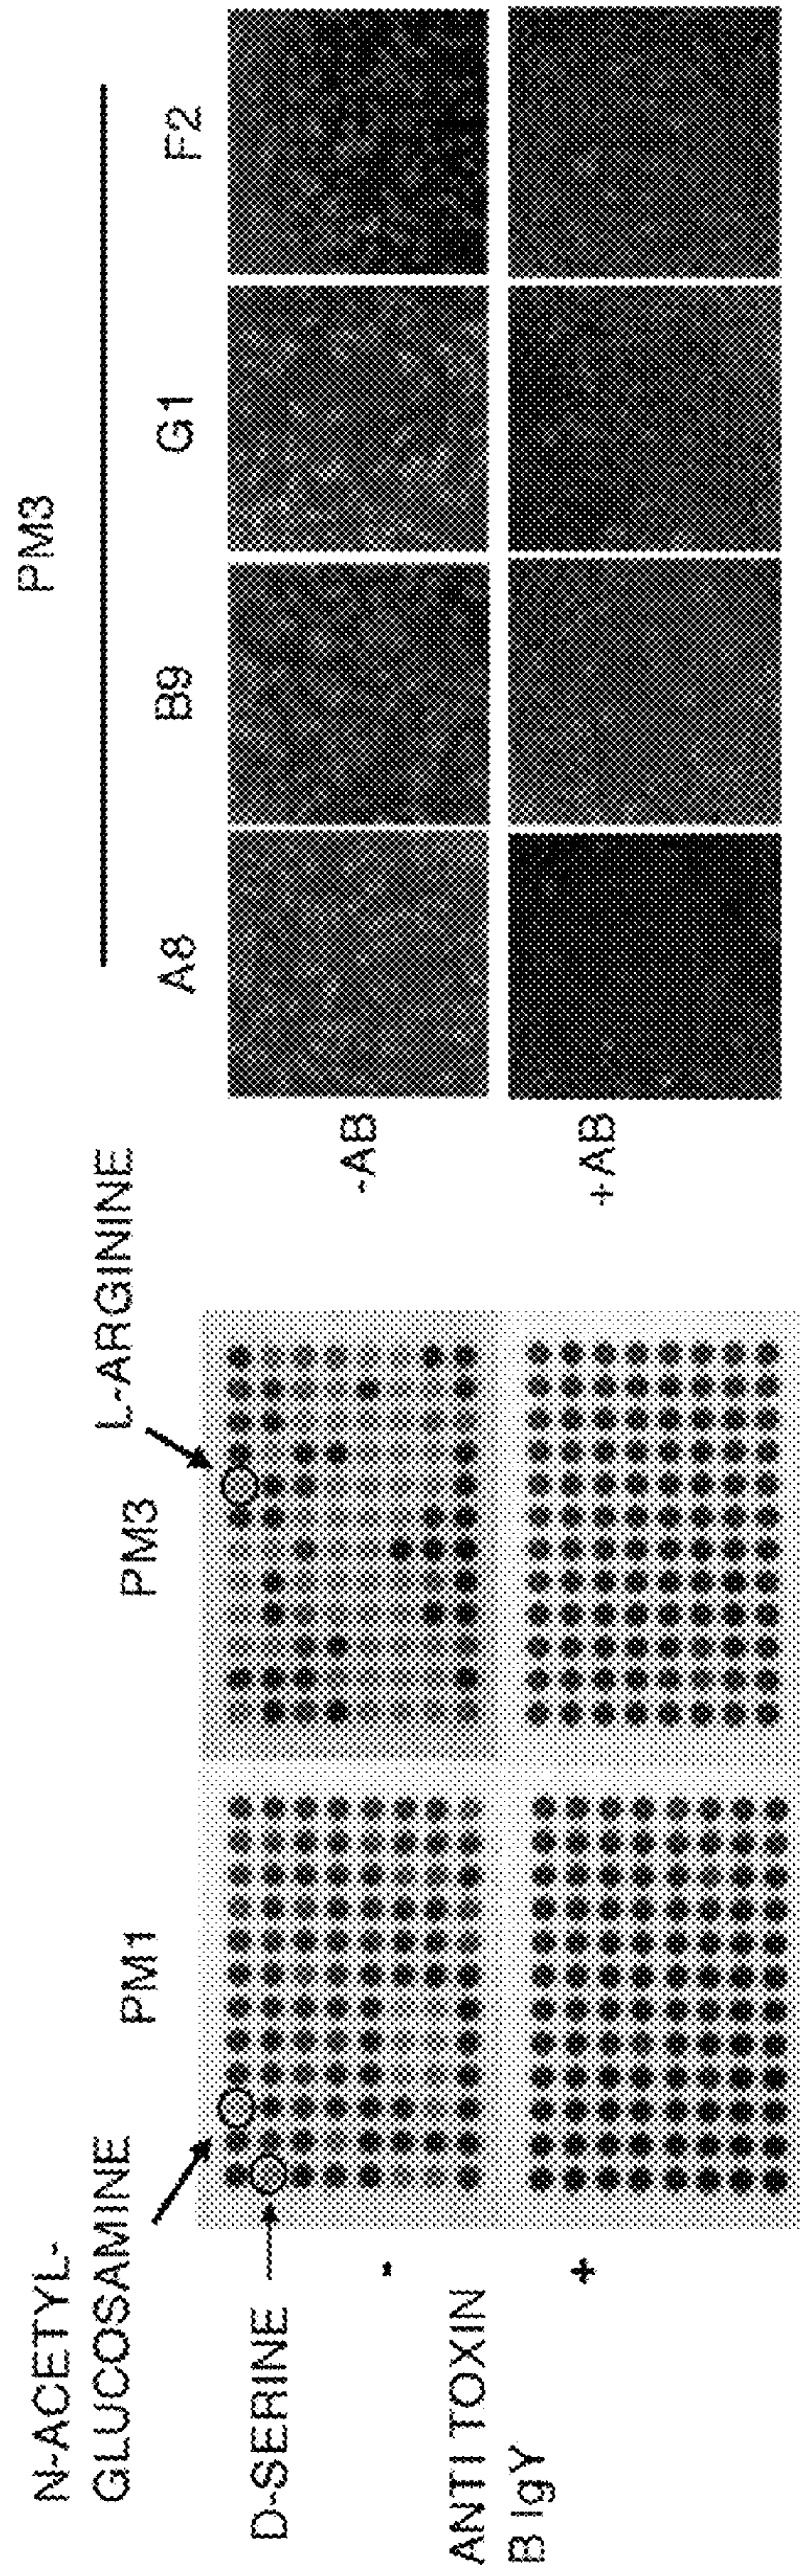 N-ACETYL-
GLUCOSAMINE
D-SERINE
PM1
PM3
L-ARGININE
ANTI TOXIN
B IgY
-
+
PM3
A8
B9
G1
F2
-AB
+AB